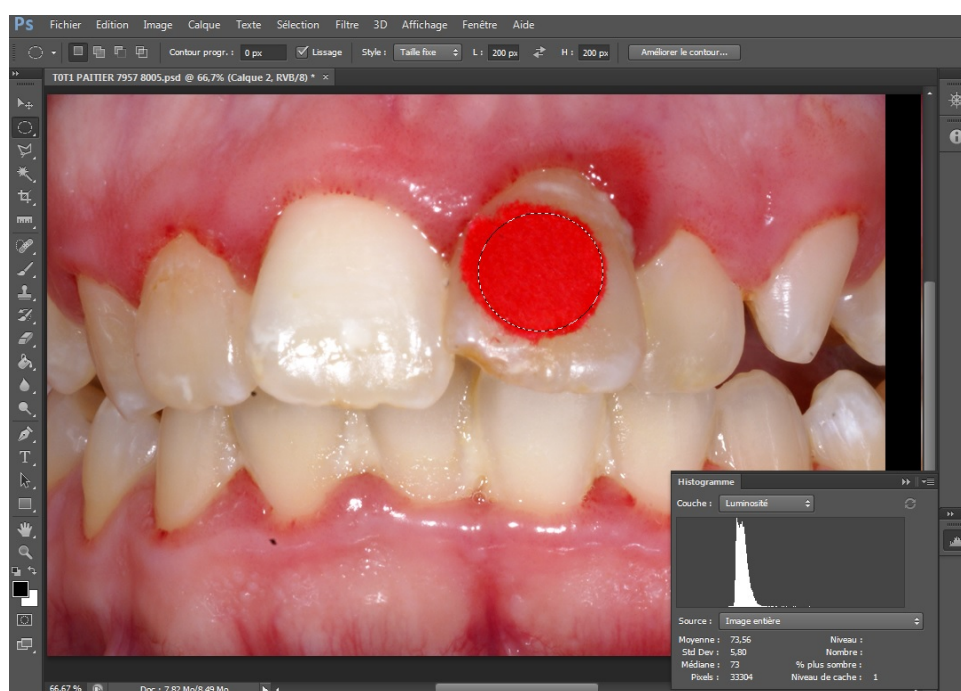 Ps Fichier Edition Image Calque Texte Sélection Filtre 3D Affichage Fenêtre Aide
Contour progr. : 0 px Lissage Style : Taille fixe L : 200 px H : 200 px Améliorer le contour...
T0T1 PAITIER 7957 8005.psd @ 66,7% (Calque 2, RVB/8) * ×
Histogramme
Couche : Luminosité
Source : Image entière
Moyenne : 73,56 Niveau :
Std Dev : 5,80 Nombre :
Médiane : 73 % plus sombre :
Pixels : 33304 Niveau de cache : 1
66,67 % Doc : 7,82 Mo/8,49 Mo